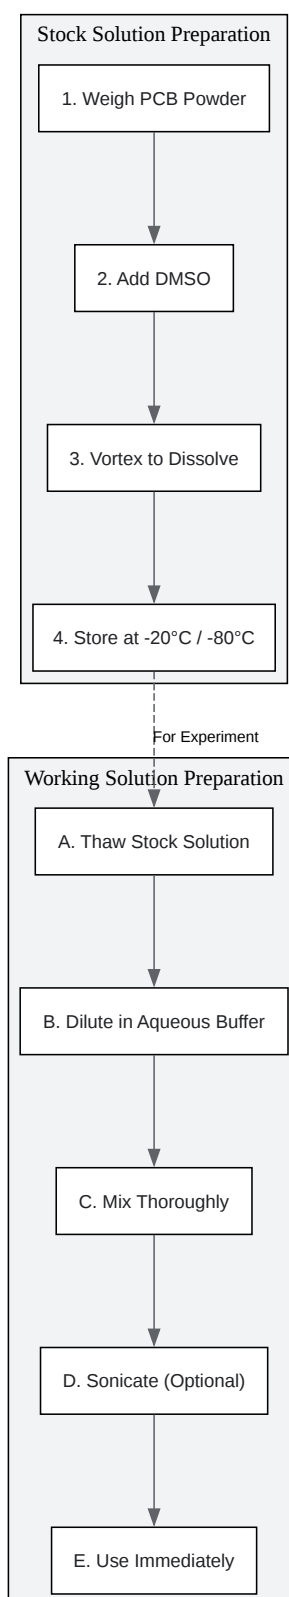 Stock Solution Preparation
1. Weigh PCB Powder
2. Add DMSO
3. Vortex to Dissolve
4. Store at -20°C / -80°C
For Experiment
Working Solution Preparation
A. Thaw Stock Solution
B. Dilute in Aqueous Buffer
C. Mix Thoroughly
D. Sonicate (Optional)
E. Use Immediately